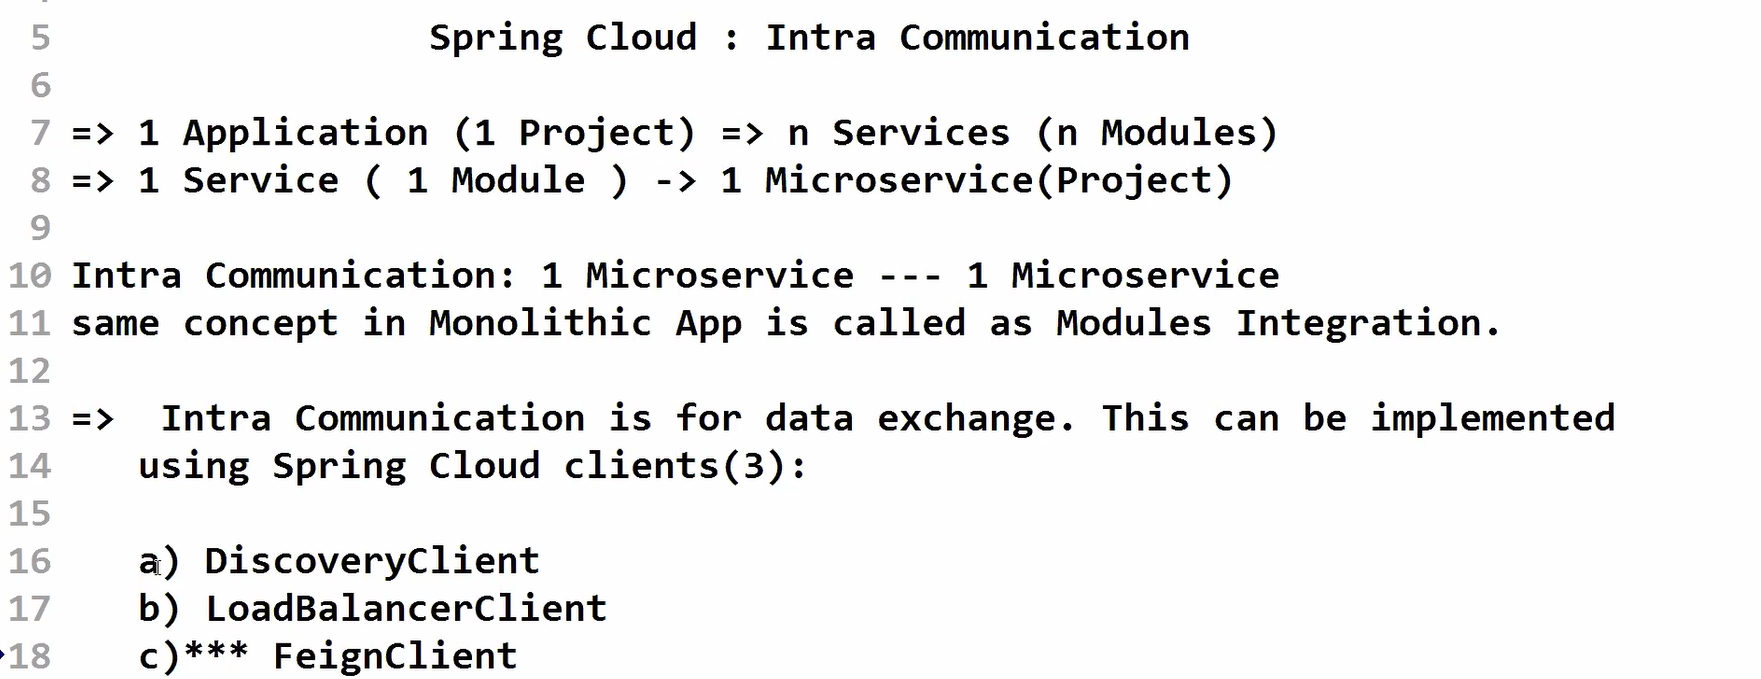 5 Spring Cloud : Intra Communication
6
7 => 1 Application (1 Project) => n Services (n Modules)
8 => 1 Service ( 1 Module ) -> 1 Microservice(Project)
9
10 Intra Communication: 1 Microservice --- 1 Microservice
11 same concept in Monolithic App is called as Modules Integration.
12
13 => Intra Communication is for data exchange. This can be implemented
14 using Spring Cloud clients(3):
15
16 a) DiscoveryClient
17 b) LoadBalancerClient
18 c)*** FeignClient